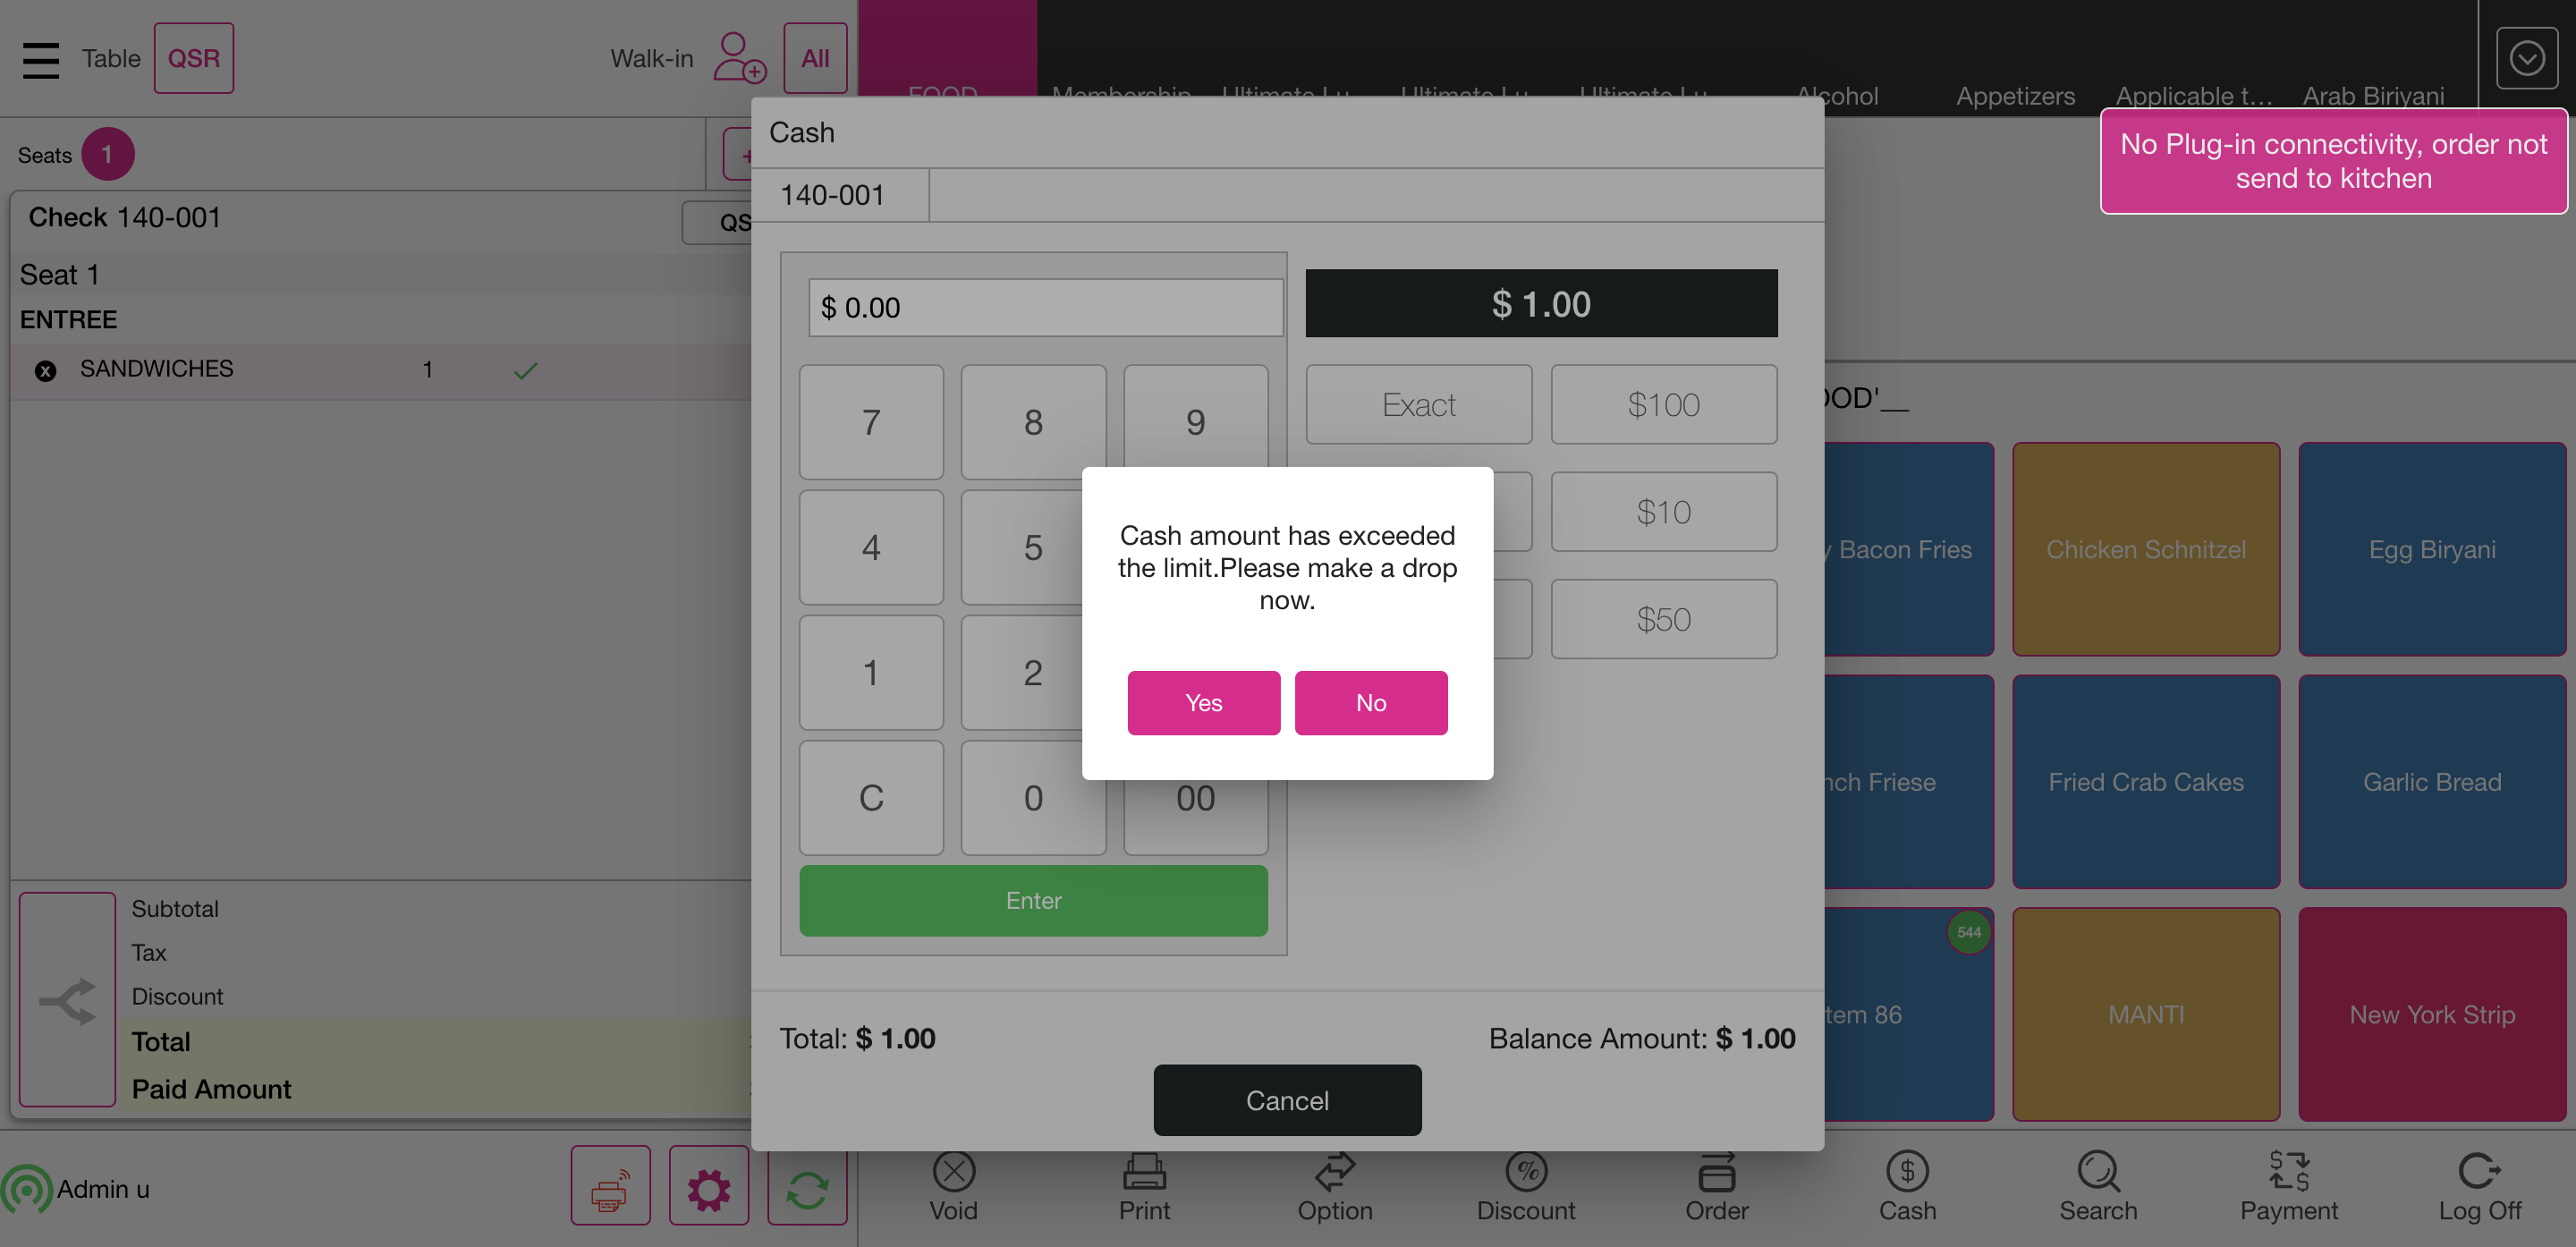 Table
QSR
Walk-in
All
FOOD
Membership
Ultimate Lu
Ultimate Lu
Ultimate Lu
Alcohol
Appetizers
Applicable t...
Arab Biriyani
No Plug-in connectivity, order not
send to kitchen
Seats 1
+
Check 140-001
QS
Seat 1
ENTREE
SANDWICHES 1
Subtotal
Tax
Discount
Total
Paid Amount
Cash
140-001
$ 0.00
$ 1.00
7 8 9
4 5
1 2
C 0 00
Enter
Exact
$100
$10
$50
Cash amount has exceeded
the limit.Please make a drop
now.
Yes
No
Total: $ 1.00
Balance Amount: $ 1.00
Cancel
OOD'__
y Bacon Fries
Chicken Schnitzel
Egg Biryani
nch Friese
Fried Crab Cakes
Garlic Bread
544
tem 86
MANTI
New York Strip
Admin u
Void
Print
Option
Discount
Order
Cash
Search
Payment
Log Off